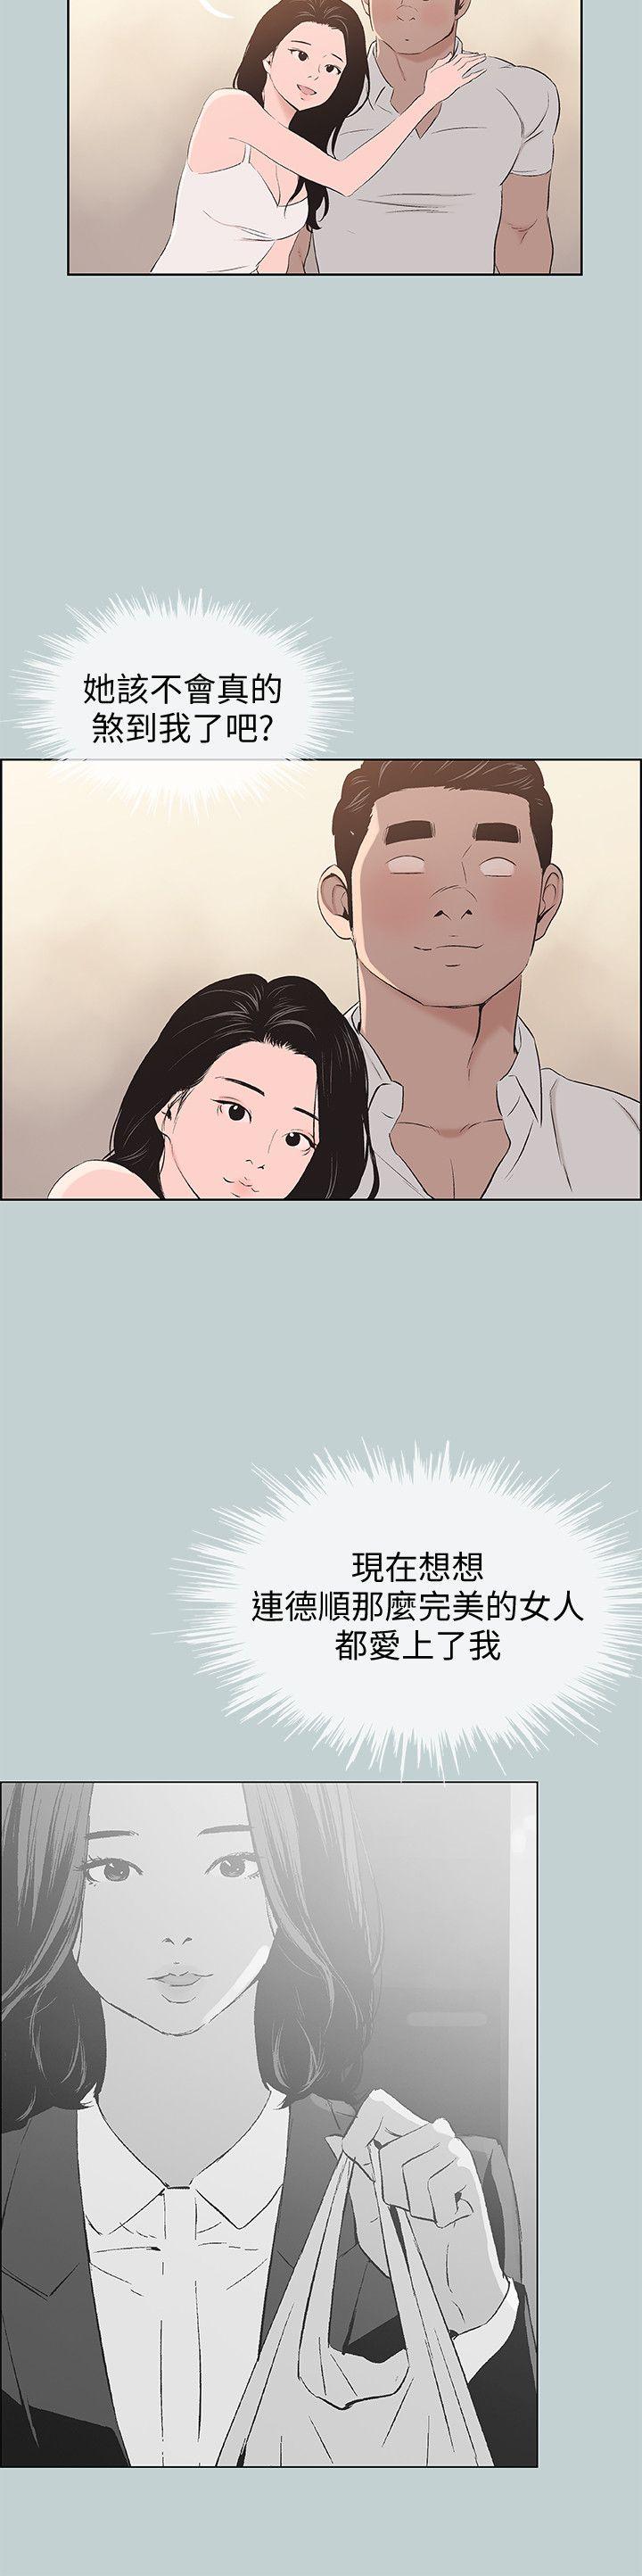 她該不會真的
煞到我了吧?
現在想想
連德順那麼完美的女人
都愛上了我